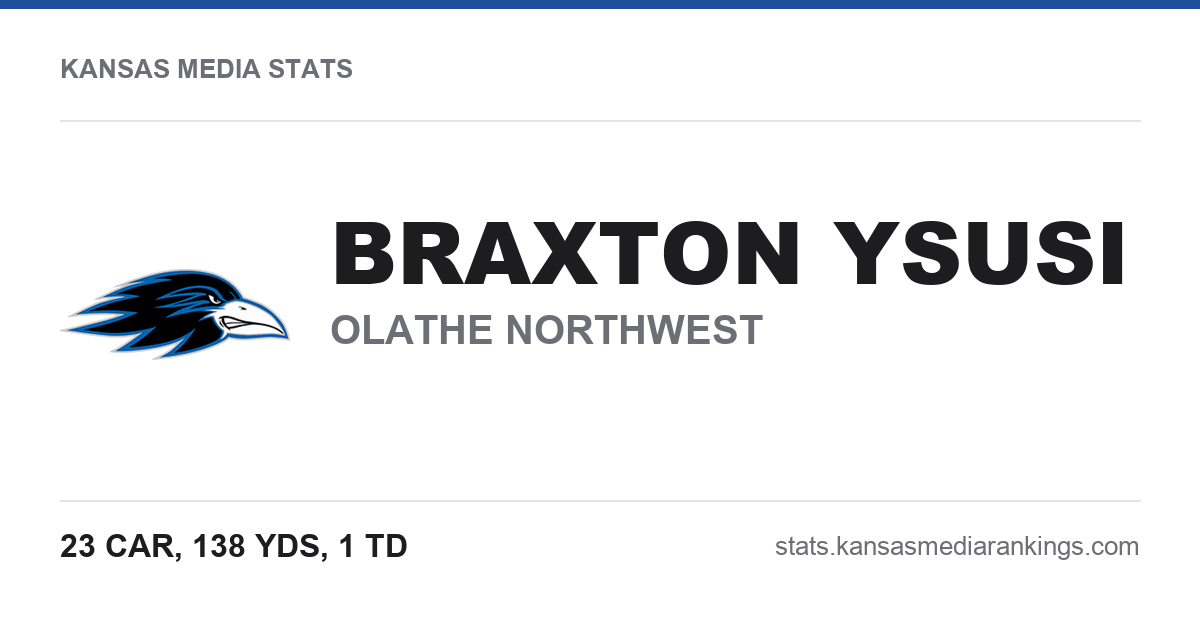 KANSAS MEDIA STATS
BRAXTON YSUSI
OLATHE NORTHWEST
23 CAR, 138 YDS, 1 TD
stats.kansasmediarankings.com